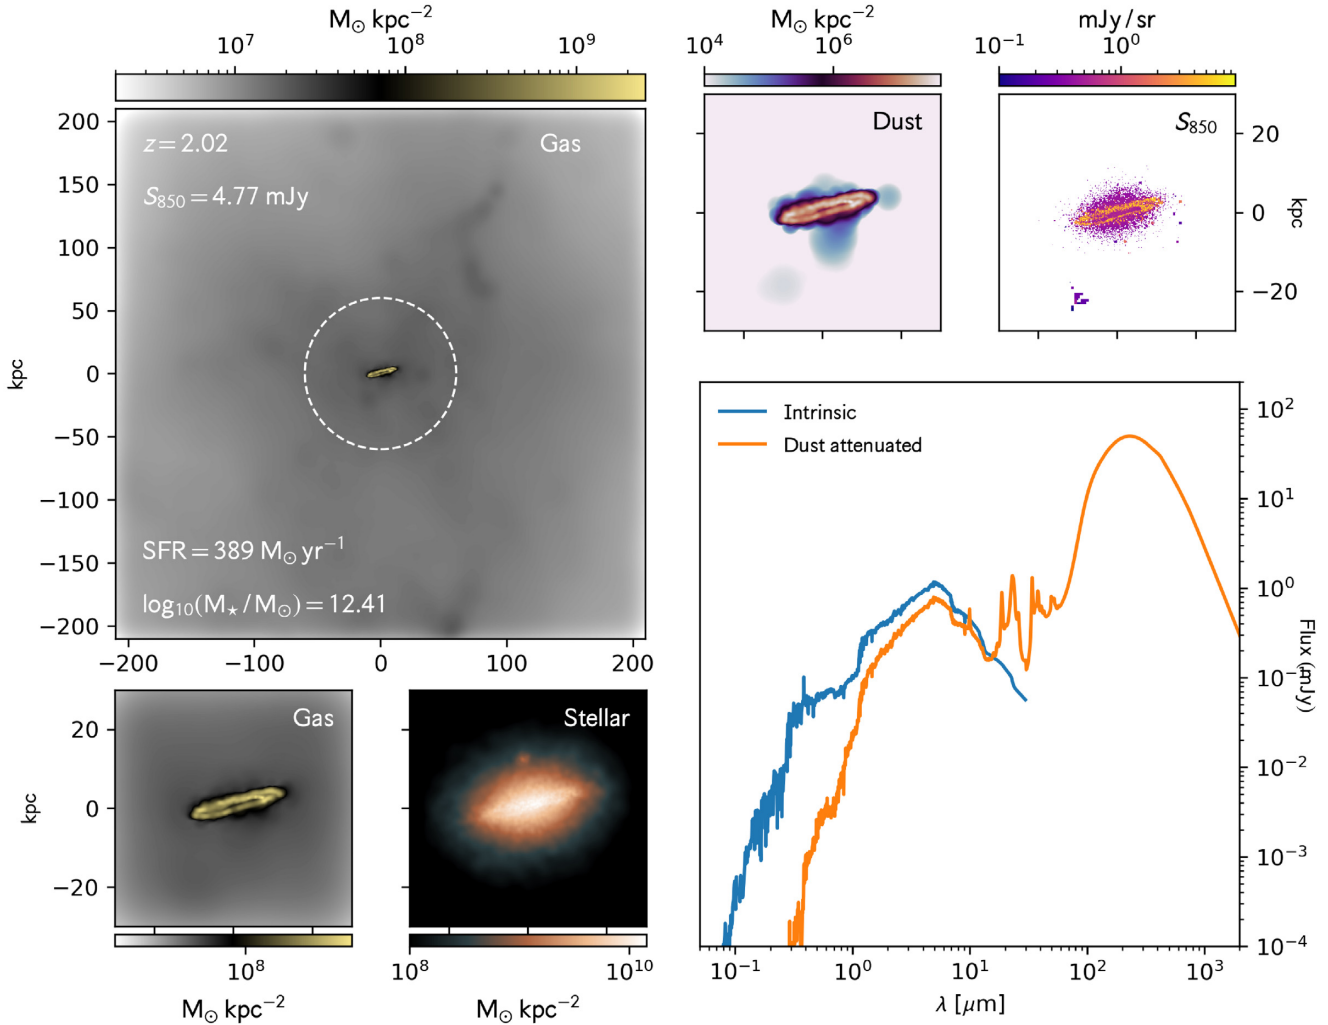 M⊙ kpc⁻²
10⁷ 10⁸ 10⁹
200
150
100
50
0
−50
−100
−150
−200
kpc
z = 2.02
Gas
S₈₅₀ = 4.77 mJy
SFR = 389 M⊙ yr⁻¹
log₁₀(M⋆/M⊙) = 12.41
−200 −100 0 100 200
M⊙ kpc⁻²
10⁴ 10⁶
Dust
mJy/sr
10⁻¹ 10⁰
S₈₅₀
20
0
−20
kpc
Gas
20
0
−20
kpc
10⁸
M⊙ kpc⁻²
Stellar
10⁸ 10¹⁰
M⊙ kpc⁻²
Intrinsic
Dust attenuated
10²
10¹
10⁰
10⁻¹
10⁻²
10⁻³
10⁻⁴
Flux (mJy)
10⁻¹ 10⁰ 10¹ 10² 10³
λ [μm]